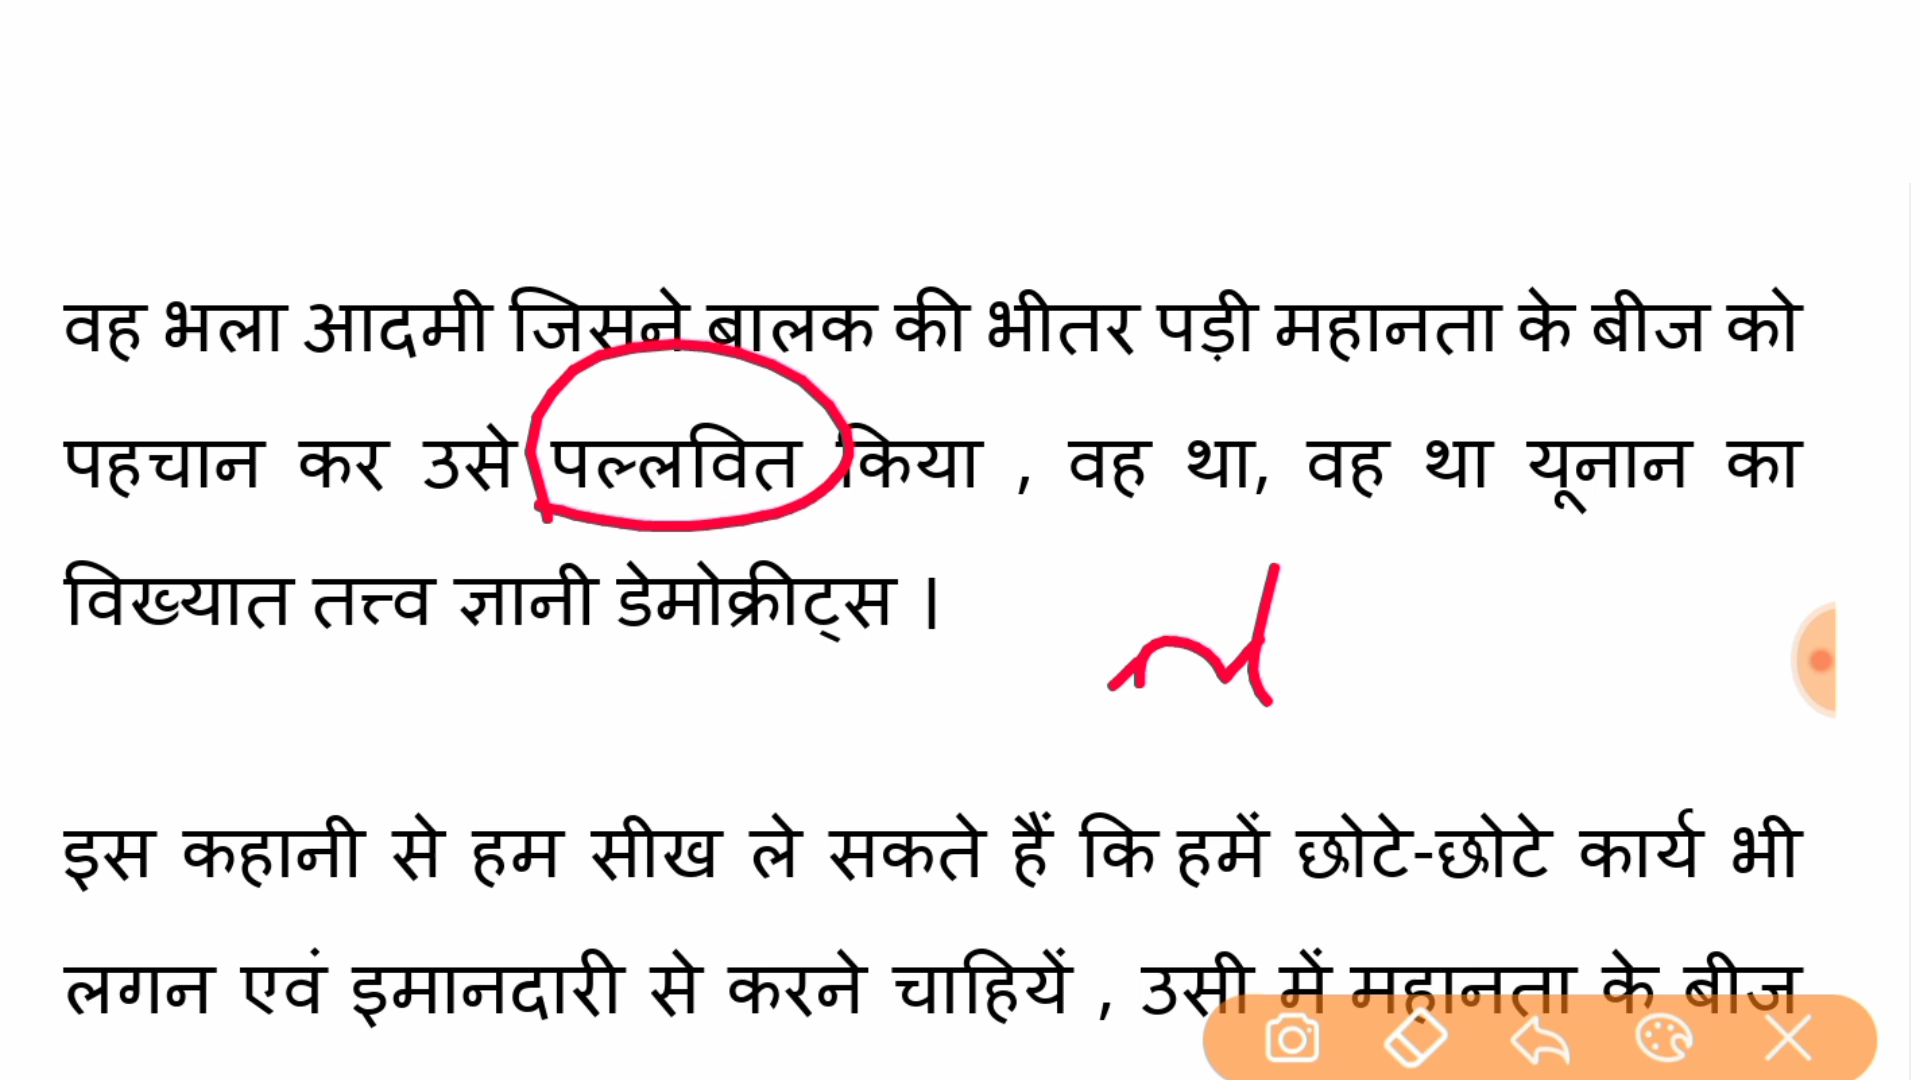 वह भला आदमी जिसने बालक की भीतर पड़ी महानता के बीज को
पहचान कर उसे पल्लवित किया , वह था, वह था यूनान का
विख्यात तत्त्व ज्ञानी डेमोक्रीट्स ।
इस कहानी से हम सीख ले सकते हैं कि हमें छोटे-छोटे कार्य भी
लगन एवं इमानदारी से करने चाहियें , उसी में महानता के बीज